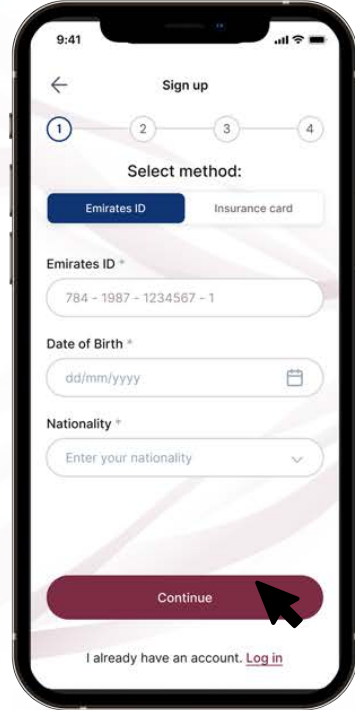 9:41
Sign up
1 2 3 4
Select method:
Emirates ID Insurance card
Emirates ID *
784 - 1987 - 1234567 - 1
Date of Birth *
dd/mm/yyyy
Nationality *
Enter your nationality
Continue
I already have an account. Log in